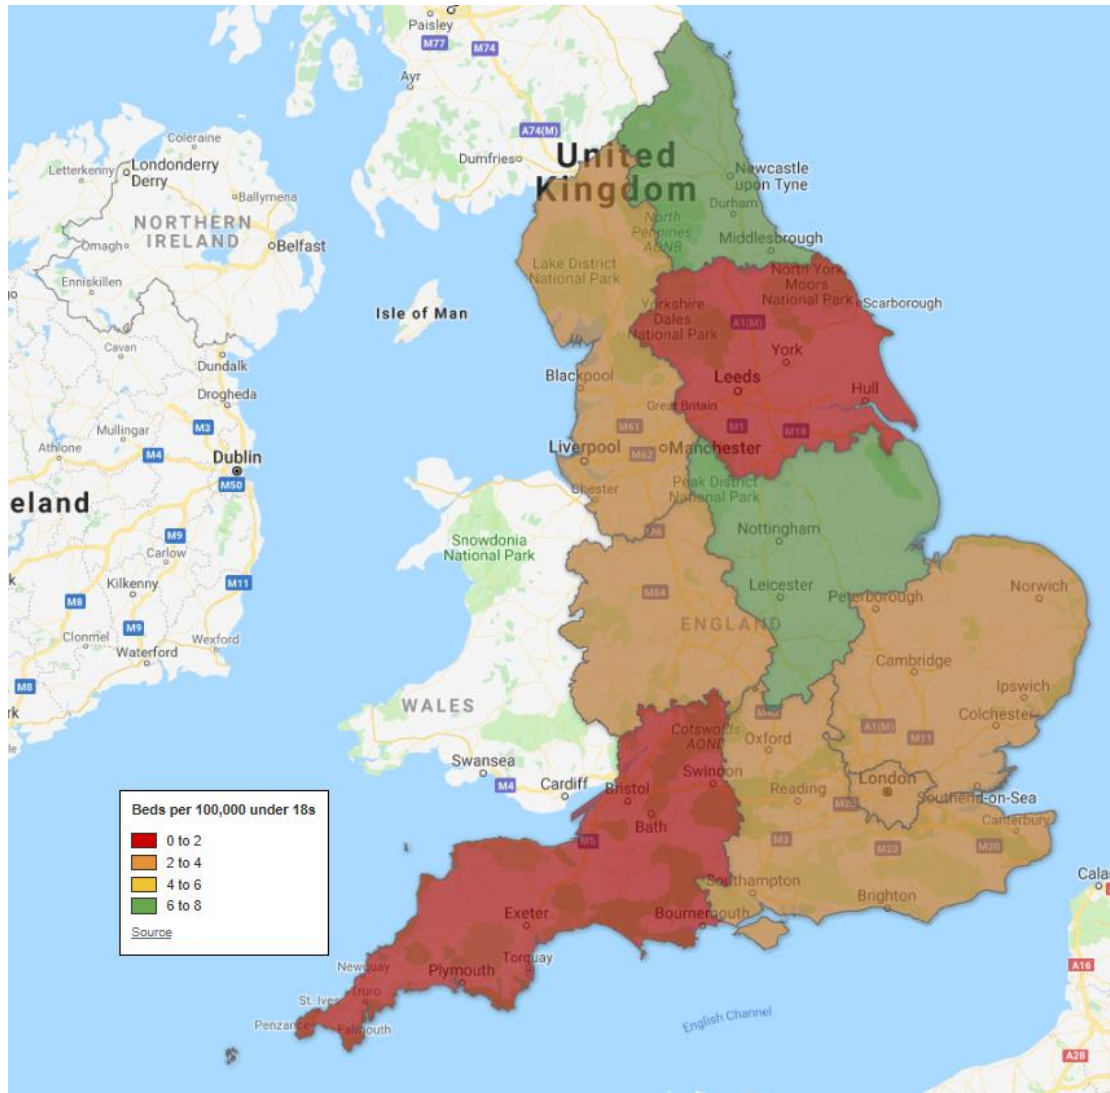 Paisley
M77
M74
Ayr
A74(M)
Coleraine
Letterkenny
Londonderry
Derry
Dumfries
United
Kingdom
Newcastle
upon Tyne
Ballymena
Durham
NORTHERN
IRELAND
North
Pennines
AONB
Omagh
Belfast
Middlesbrough
Enniskillen
Lake District
National Park
North York
Moors
National Park
Isle of Man
Yorkshire
Dales
National Park
Scarborough
A1(M)
Cavan
York
Dundalk
Blackpool
Leeds
Hull
Drogheda
Great Britain
M3
M61
M1
M18
Mullingar
Athlone
M4
Dublin
Liverpool
M62
Manchester
M50
Chester
Peak District
National Park
eland
M9
Snowdonia
National Park
Nottingham
Carlow
k
Kilkenny
M11
M8
M54
Leicester
Peterborough
Norwich
M9
Clonmel
Wexford
ENGLAND
Waterford
Cambridge
M8
Ipswich
rk
WALES
Colchester
Cotswolds
AONB
M40
A1(M)
M11
Oxford
Swansea
M4
Cardiff
Swindon
London
Reading
Southend-on-Sea
Bristol
Bath
M20
Canterbury
M5
M3
M23
M20
Beds per 100,000 under 18s
0 to 2
2 to 4
4 to 6
6 to 8
Source
Southampton
Brighton
Calai
Exeter
Bournemouth
Newquay
Plymouth
Torquay
A16
St. Ives
Truro
Penzance
Falmouth
English Channel
A28